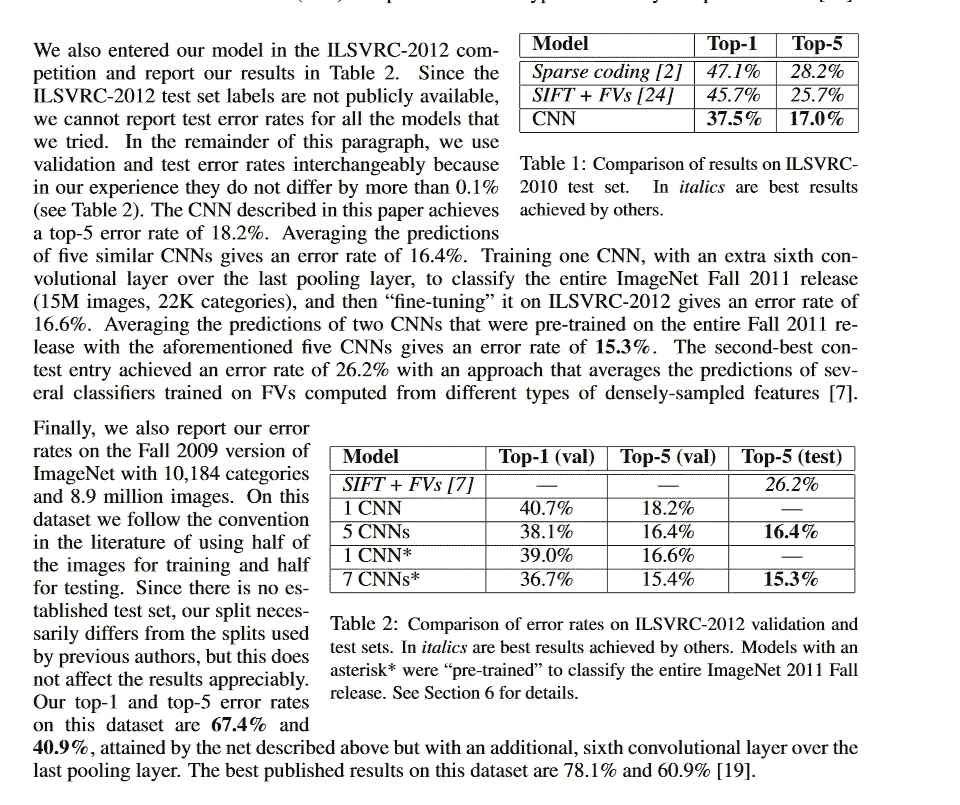 We also entered our model in the ILSVRC-2012 com-
petition and report our results in Table 2. Since the
ILSVRC-2012 test set labels are not publicly available,
we cannot report test error rates for all the models that
we tried. In the remainder of this paragraph, we use
validation and test error rates interchangeably because
in our experience they do not differ by more than 0.1%
(see Table 2). The CNN described in this paper achieves
a top-5 error rate of 18.2%. Averaging the predictions
Model Top-1 Top-5
Sparse coding [2] 47.1% 28.2%
SIFT + FVs [24] 45.7% 25.7%
CNN 37.5% 17.0%
Table 1: Comparison of results on ILSVRC-
2010 test set. In italics are best results
achieved by others.
of five similar CNNs gives an error rate of 16.4%. Training one CNN, with an extra sixth con-
volutional layer over the last pooling layer, to classify the entire ImageNet Fall 2011 release
(15M images, 22K categories), and then “fine-tuning” it on ILSVRC-2012 gives an error rate of
16.6%. Averaging the predictions of two CNNs that were pre-trained on the entire Fall 2011 re-
lease with the aforementioned five CNNs gives an error rate of 15.3%. The second-best con-
test entry achieved an error rate of 26.2% with an approach that averages the predictions of sev-
eral classifiers trained on FVs computed from different types of densely-sampled features [7].
Finally, we also report our error
rates on the Fall 2009 version of
ImageNet with 10,184 categories
and 8.9 million images. On this
dataset we follow the convention
in the literature of using half of
the images for training and half
for testing. Since there is no es-
tablished test set, our split neces-
sarily differs from the splits used
by previous authors, but this does
not affect the results appreciably.
Our top-1 and top-5 error rates
on this dataset are 67.4% and
Model Top-1 (val) Top-5 (val) Top-5 (test)
SIFT + FVs [7] — — 26.2%
1 CNN 40.7% 18.2% —
5 CNNs 38.1% 16.4% 16.4%
1 CNN* 39.0% 16.6% —
7 CNNs* 36.7% 15.4% 15.3%
Table 2: Comparison of error rates on ILSVRC-2012 validation and
test sets. In italics are best results achieved by others. Models with an
asterisk* were “pre-trained” to classify the entire ImageNet 2011 Fall
release. See Section 6 for details.
40.9%, attained by the net described above but with an additional, sixth convolutional layer over the
last pooling layer. The best published results on this dataset are 78.1% and 60.9% [19].